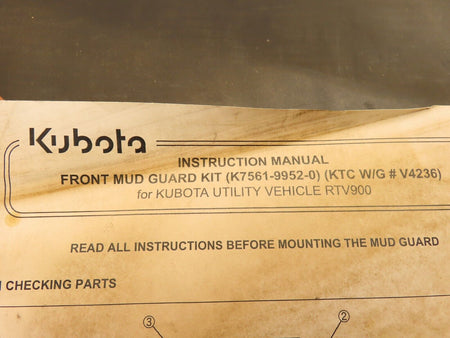 Kubota
INSTRUCTION MANUAL
FRONT MUD GUARD KIT (K7561-9952-0) (KTC W/G # V4236)
for KUBOTA UTILITY VEHICLE RTV900
READ ALL INSTRUCTIONS BEFORE MOUNTING THE MUD GUARD
CHECKING PARTS
③ ②